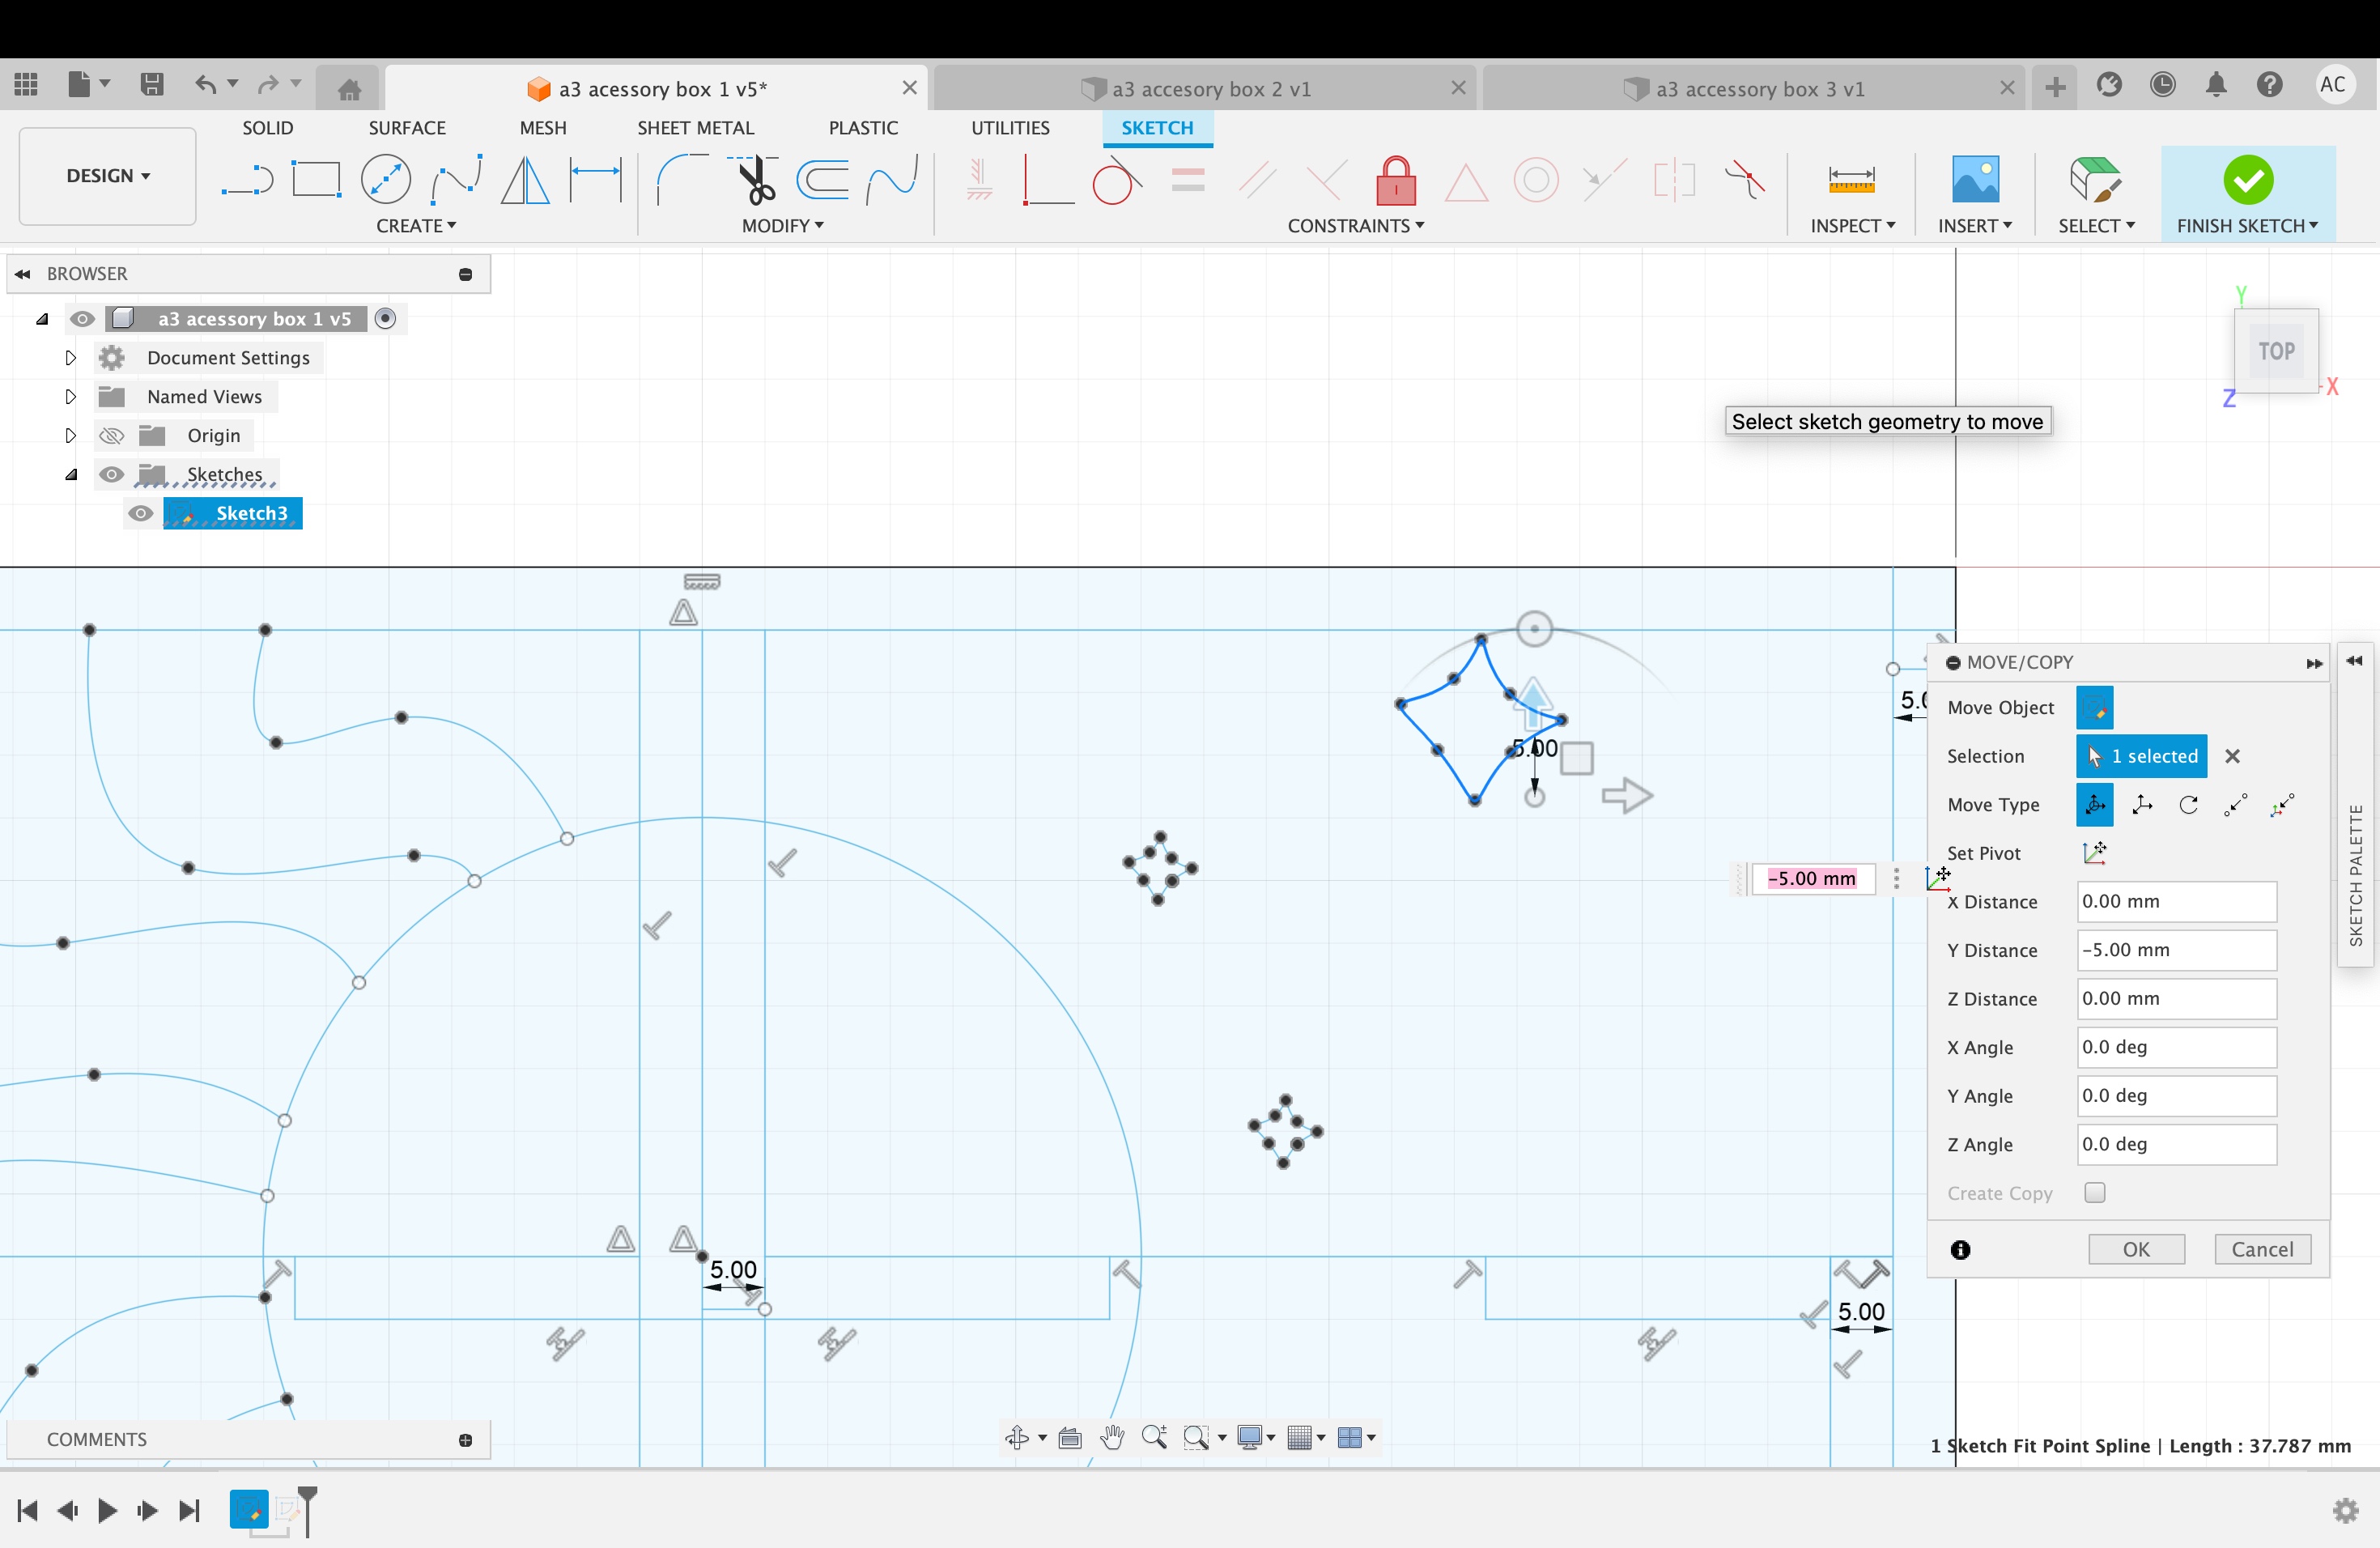 a3 acessory box 1 v5*
a3 accesory box 2 v1
a3 accessory box 3 v1
AC
SOLID
SURFACE
MESH
SHEET METAL
PLASTIC
UTILITIES
SKETCH
DESIGN
CREATE
MODIFY
CONSTRAINTS
INSPECT
INSERT
SELECT
FINISH SKETCH
BROWSER
a3 acessory box 1 v5
Document Settings
Named Views
Origin
Sketches
Sketch3
Y
TOP
X
Z
Select sketch geometry to move
5.00
5.0
-5.00 mm
MOVE/COPY
Move Object
Selection
1 selected
Move Type
Set Pivot
X Distance
0.00 mm
Y Distance
-5.00 mm
Z Distance
0.00 mm
X Angle
0.0 deg
Y Angle
0.0 deg
Z Angle
0.0 deg
Create Copy
OK
Cancel
SKETCH PALETTE
5.00
5.00
COMMENTS
1 Sketch Fit Point Spline | Length : 37.787 mm